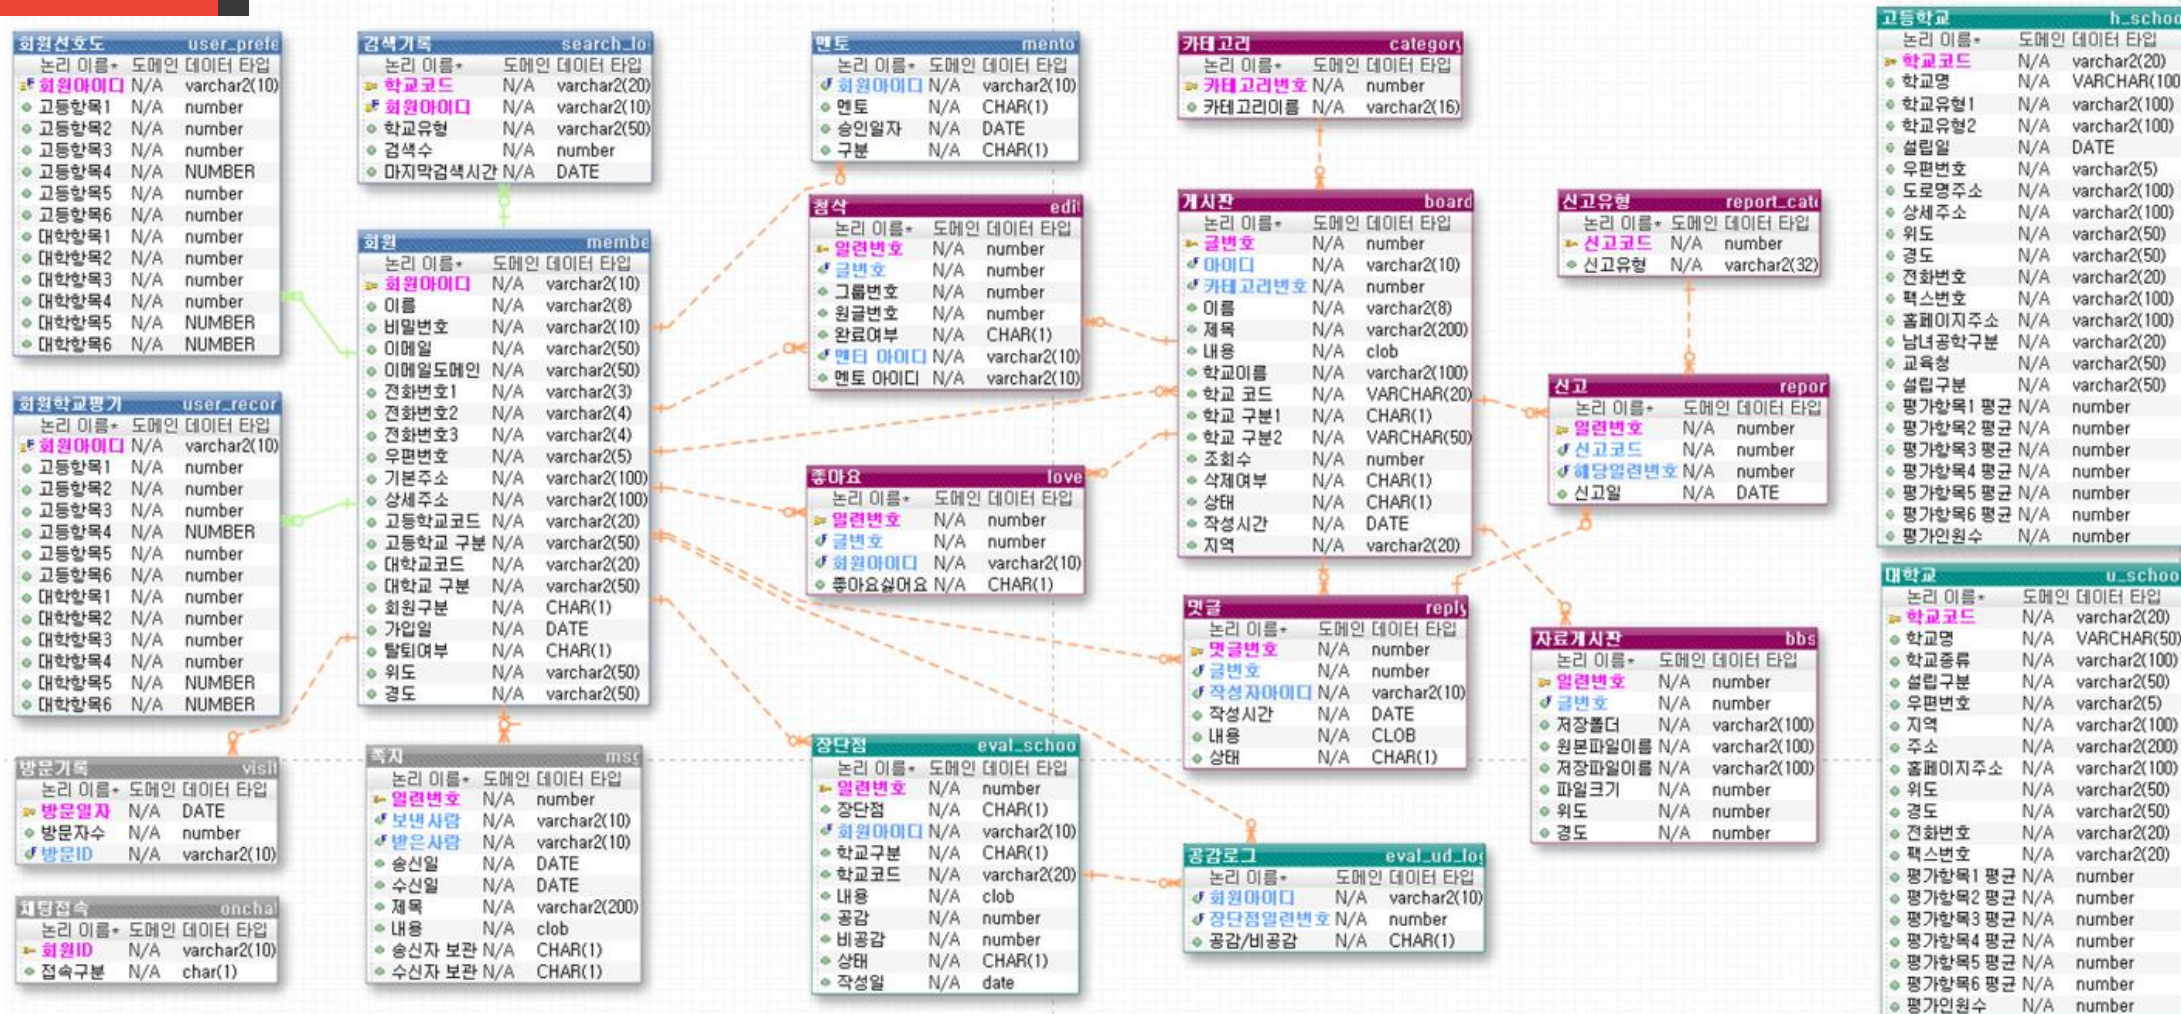 회원선호도 user_prefe
논리 이름 도메인 데이터 타입
회원아이디 N/A varchar2(10)
고등항목1 N/A number
고등항목2 N/A number
고등항목3 N/A number
고등항목4 N/A NUMBER
고등항목5 N/A number
고등항목6 N/A number
대학항목1 N/A number
대학항목2 N/A number
대학항목3 N/A number
대학항목4 N/A number
대학항목5 N/A NUMBER
대학항목6 N/A NUMBER
회원학교평가 user_recor
논리 이름 도메인 데이터 타입
회원아이디 N/A varchar2(10)
고등항목1 N/A number
고등항목2 N/A number
고등항목3 N/A number
고등항목4 N/A NUMBER
고등항목5 N/A number
고등항목6 N/A number
대학항목1 N/A number
대학항목2 N/A number
대학항목3 N/A number
대학항목4 N/A number
대학항목5 N/A NUMBER
대학항목6 N/A NUMBER
방문기록 visit
논리 이름 도메인 데이터 타입
방문일자 N/A DATE
방문자수 N/A number
방문ID N/A varchar2(10)
채팅접속 oncha
논리 이름 도메인 데이터 타입
회원ID N/A varchar2(10)
접속구분 N/A char(1)
검색기록 search_lo
논리 이름 도메인 데이터 타입
학교코드 N/A varchar2(20)
회원아이디 N/A varchar2(10)
학교유형 N/A varchar2(50)
검색수 N/A number
마지막검색시간 N/A DATE
회원 membe
논리 이름 도메인 데이터 타입
회원아이디 N/A varchar2(10)
이름 N/A varchar2(8)
비밀번호 N/A varchar2(10)
이메일 N/A varchar2(50)
이메일도메인 N/A varchar2(50)
전화번호1 N/A varchar2(3)
전화번호2 N/A varchar2(4)
전화번호3 N/A varchar2(4)
우편번호 N/A varchar2(5)
기본주소 N/A varchar2(100)
상세주소 N/A varchar2(100)
고등학교코드 N/A varchar2(20)
고등학교 구분 N/A varchar2(50)
대학교코드 N/A varchar2(20)
대학교 구분 N/A varchar2(50)
회원구분 N/A CHAR(1)
가입일 N/A DATE
탈퇴여부 N/A CHAR(1)
위도 N/A varchar2(50)
경도 N/A varchar2(50)
쪽지 msg
논리 이름 도메인 데이터 타입
일련번호 N/A number
보낸사람 N/A varchar2(10)
받은사람 N/A varchar2(10)
송신일 N/A DATE
수신일 N/A DATE
제목 N/A varchar2(200)
내용 N/A clob
송신자 보관 N/A CHAR(1)
수신자 보관 N/A CHAR(1)
멘토 mento
논리 이름 도메인 데이터 타입
회원아이디 N/A varchar2(10)
멘토 N/A CHAR(1)
승인일자 N/A DATE
구분 N/A CHAR(1)
첨삭 edit
논리 이름 도메인 데이터 타입
일련번호 N/A number
글번호 N/A number
그룹번호 N/A number
원글번호 N/A number
완료여부 N/A CHAR(1)
멘티 아이디 N/A varchar2(10)
멘토 아이디 N/A varchar2(10)
좋아요 love
논리 이름 도메인 데이터 타입
일련번호 N/A number
글번호 N/A number
회원아이디 N/A varchar2(10)
좋아요싫어요 N/A CHAR(1)
장단점 eval_schoo
논리 이름 도메인 데이터 타입
일련번호 N/A number
장단점 N/A CHAR(1)
회원아이디 N/A varchar2(10)
학교구분 N/A CHAR(1)
학교코드 N/A varchar2(20)
내용 N/A clob
공감 N/A number
비공감 N/A number
상태 N/A CHAR(1)
작성일 N/A date
카테고리 category
논리 이름 도메인 데이터 타입
카테고리번호 N/A number
카테고리이름 N/A varchar2(16)
게시판 board
논리 이름 도메인 데이터 타입
글번호 N/A number
아이디 N/A varchar2(10)
카테고리번호 N/A number
이름 N/A varchar2(8)
제목 N/A varchar2(200)
내용 N/A clob
학교이름 N/A varchar2(100)
학교 코드 N/A VARCHAR(20)
학교 구분1 N/A CHAR(1)
학교 구분2 N/A VARCHAR(50)
조회수 N/A number
삭제여부 N/A CHAR(1)
상태 N/A CHAR(1)
작성시간 N/A DATE
지역 N/A varchar2(20)
댓글 reply
논리 이름 도메인 데이터 타입
댓글번호 N/A number
글번호 N/A number
작성자아이디 N/A varchar2(10)
작성시간 N/A DATE
내용 N/A CLOB
상태 N/A CHAR(1)
공감로그 eval_ud_log
논리 이름 도메인 데이터 타입
회원아이디 N/A varchar2(10)
장단점일련번호 N/A number
공감/비공감 N/A CHAR(1)
신고유형 report_cate
논리 이름 도메인 데이터 타입
신고코드 N/A number
신고유형 N/A varchar2(32)
신고 repor
논리 이름 도메인 데이터 타입
일련번호 N/A number
신고코드 N/A number
해당일련번호 N/A number
신고일 N/A DATE
자료게시판 bbs
논리 이름 도메인 데이터 타입
일련번호 N/A number
글번호 N/A number
저장폴더 N/A varchar2(100)
원본파일이름 N/A varchar2(100)
저장파일이름 N/A varchar2(100)
파일크기 N/A number
위도 N/A number
경도 N/A number
고등학교 h_schoo
논리 이름 도메인 데이터 타입
학교코드 N/A varchar2(20)
학교명 N/A VARCHAR(100
학교유형1 N/A varchar2(100)
학교유형2 N/A varchar2(100)
설립일 N/A DATE
우편번호 N/A varchar2(5)
도로명주소 N/A varchar2(100)
상세주소 N/A varchar2(100)
위도 N/A varchar2(50)
경도 N/A varchar2(50)
전화번호 N/A varchar2(20)
팩스번호 N/A varchar2(100)
홈페이지주소 N/A varchar2(100)
남녀공학구분 N/A varchar2(20)
교육청 N/A varchar2(50)
설립구분 N/A varchar2(50)
평가항목1 평균 N/A number
평가항목2 평균 N/A number
평가항목3 평균 N/A number
평가항목4 평균 N/A number
평가항목5 평균 N/A number
평가항목6 평균 N/A number
평가인원수 N/A number
대학교 u_schoo
논리 이름 도메인 데이터 타입
학교코드 N/A varchar2(20)
학교명 N/A VARCHAR(50)
학교종류 N/A varchar2(100)
설립구분 N/A varchar2(50)
우편번호 N/A varchar2(5)
지역 N/A varchar2(100)
주소 N/A varchar2(200)
홈페이지주소 N/A varchar2(100)
위도 N/A varchar2(50)
경도 N/A varchar2(50)
전화번호 N/A varchar2(20)
팩스번호 N/A varchar2(20)
평가항목1 평균 N/A number
평가항목2 평균 N/A number
평가항목3 평균 N/A number
평가항목4 평균 N/A number
평가항목5 평균 N/A number
평가항목6 평균 N/A number
평가인원수 N/A number